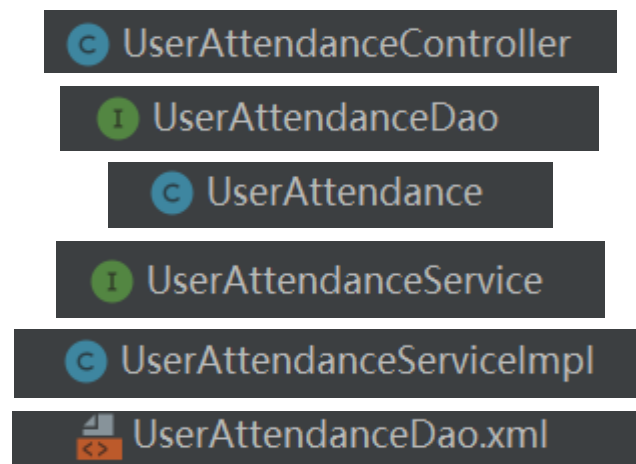 C UserAttendanceController
I UserAttendanceDao
C UserAttendance
I UserAttendanceService
C UserAttendanceServiceImpl
<> UserAttendanceDao.xml